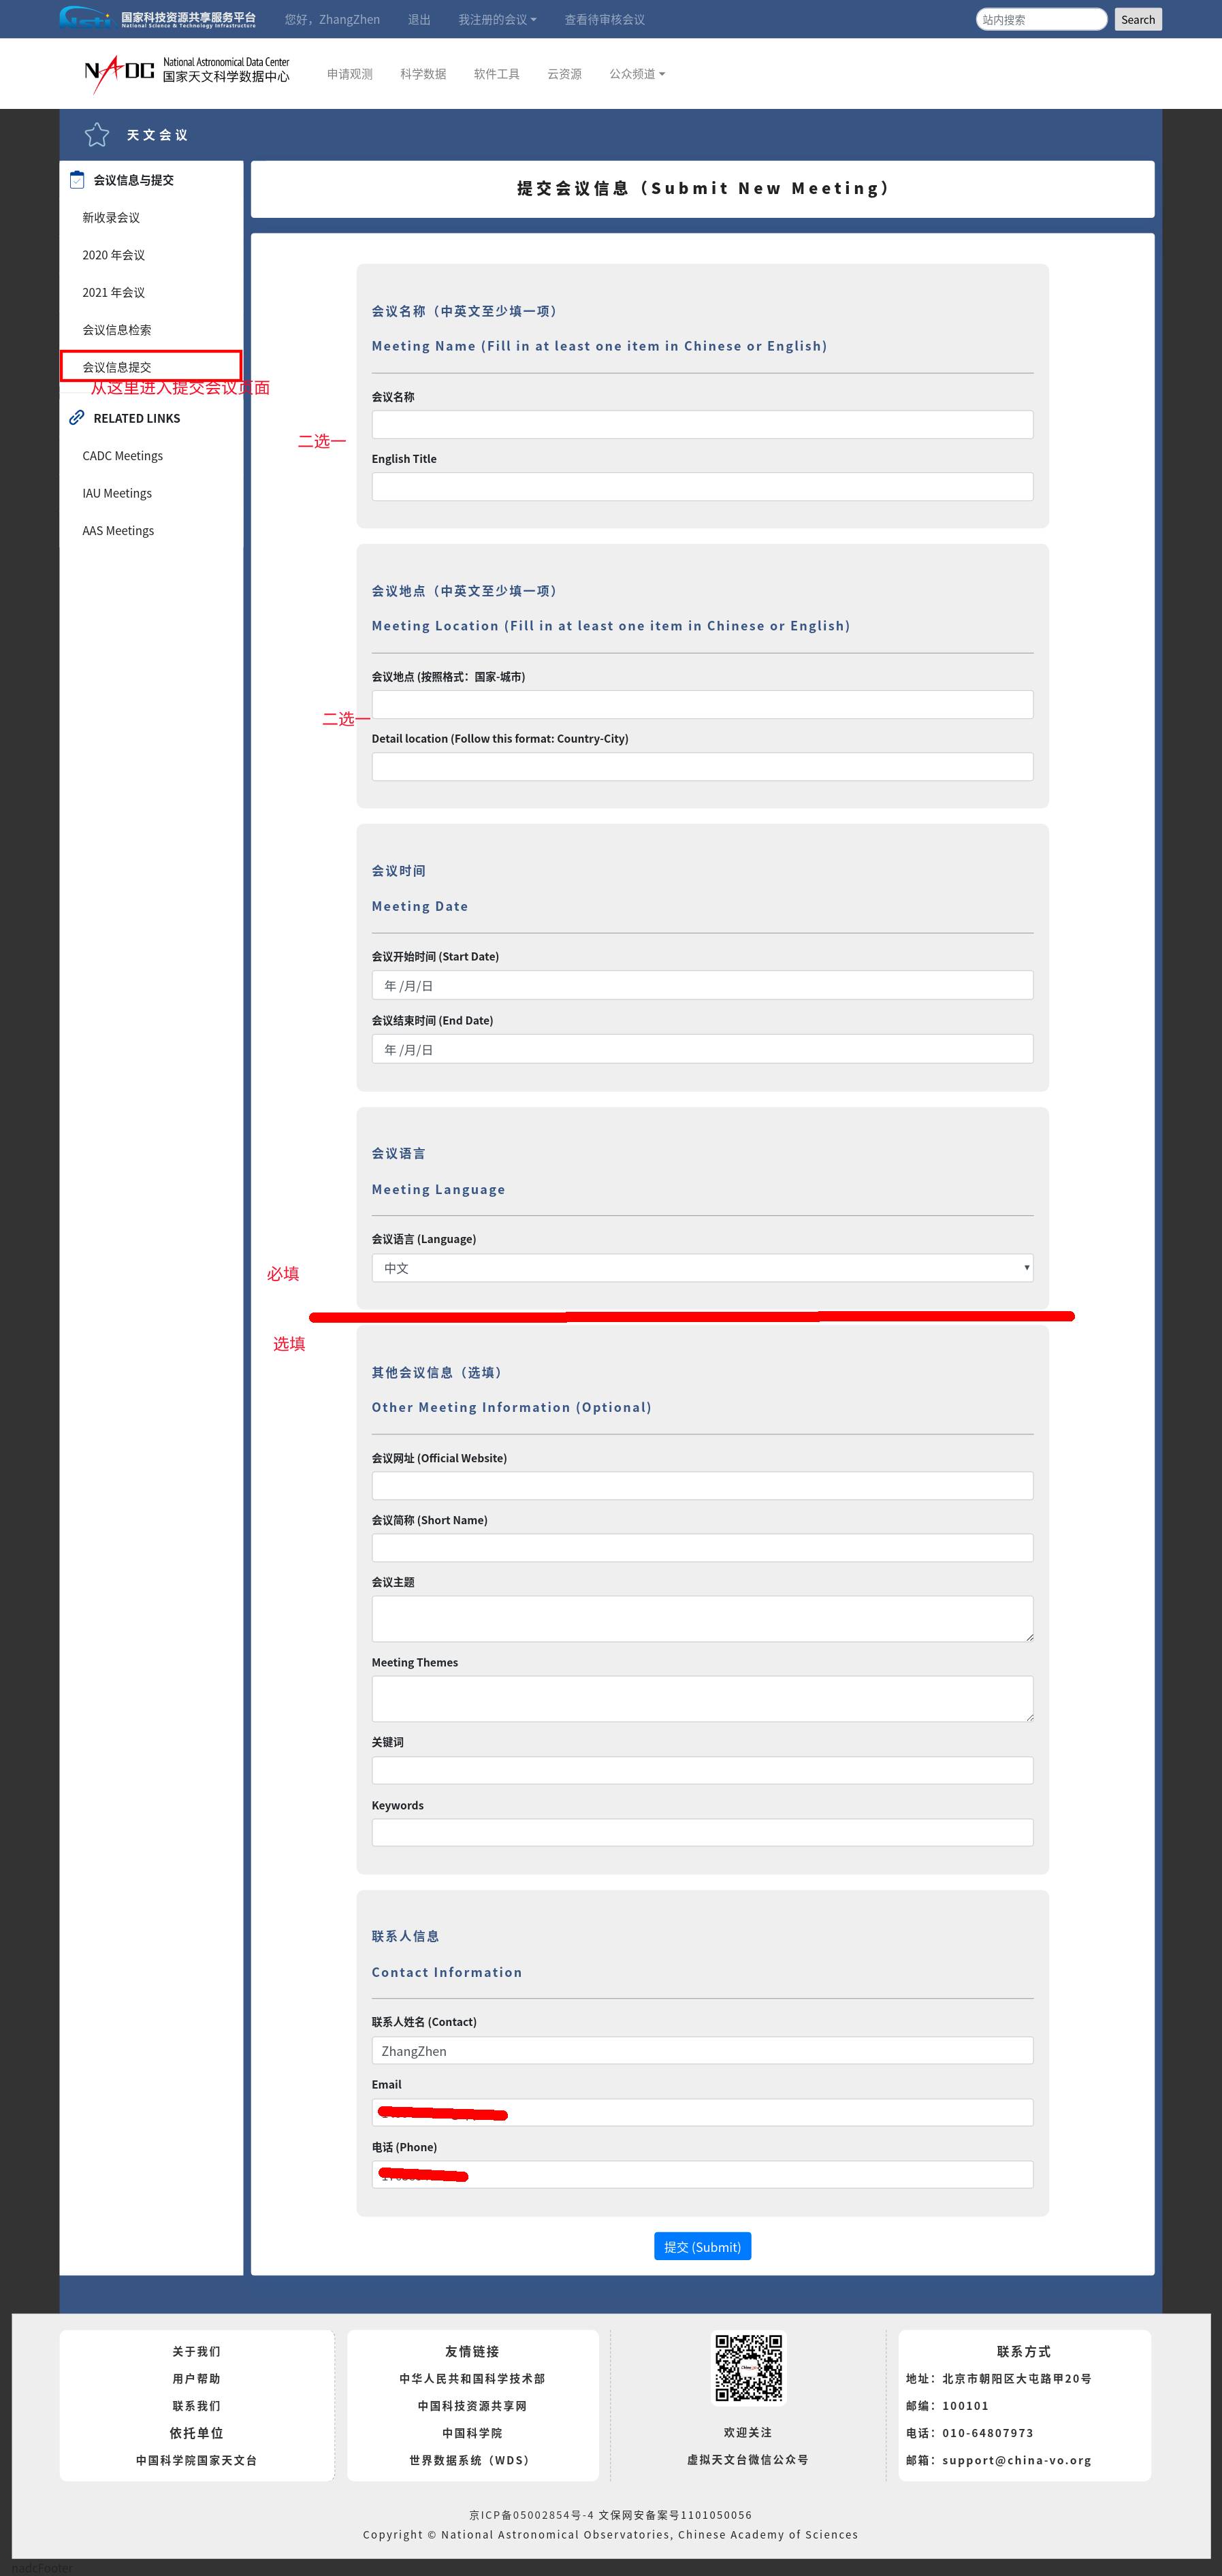 国家科技资源共享服务平台
National Science & Technology Infrastructure
您好，ZhangZhen
退出
我注册的会议
查看待审核会议
站内搜索
Search
NADC
National Astronomical Data Center
国家天文科学数据中心
申请观测
科学数据
软件工具
云资源
公众频道
天文会议
会议信息与提交
新收录会议
2020 年会议
2021 年会议
会议信息检索
会议信息提交
从这里进入提交会议页面
RELATED LINKS
CADC Meetings
IAU Meetings
AAS Meetings
提交会议信息（Submit New Meeting）
会议名称（中英文至少填一项）
Meeting Name (Fill in at least one item in Chinese or English)
会议名称
二选一
English Title
会议地点（中英文至少填一项）
Meeting Location (Fill in at least one item in Chinese or English)
会议地点 (按照格式：国家-城市)
二选一
Detail location (Follow this format: Country-City)
会议时间
Meeting Date
会议开始时间 (Start Date)
年 /月/日
会议结束时间 (End Date)
年 /月/日
会议语言
Meeting Language
会议语言 (Language)
中文
必填
选填
其他会议信息（选填）
Other Meeting Information (Optional)
会议网址 (Official Website)
会议简称 (Short Name)
会议主题
Meeting Themes
关键词
Keywords
联系人信息
Contact Information
联系人姓名 (Contact)
ZhangZhen
Email
电话 (Phone)
提交 (Submit)
关于我们
用户帮助
联系我们
依托单位
中国科学院国家天文台
友情链接
中华人民共和国科学技术部
中国科技资源共享网
中国科学院
世界数据系统（WDS）
欢迎关注
虚拟天文台微信公众号
联系方式
地址：北京市朝阳区大屯路甲20号
邮编：100101
电话：010-64807973
邮箱：support@china-vo.org
京ICP备05002854号-4 文保网安备案号1101050056
Copyright © National Astronomical Observatories, Chinese Academy of Sciences
nadcFooter